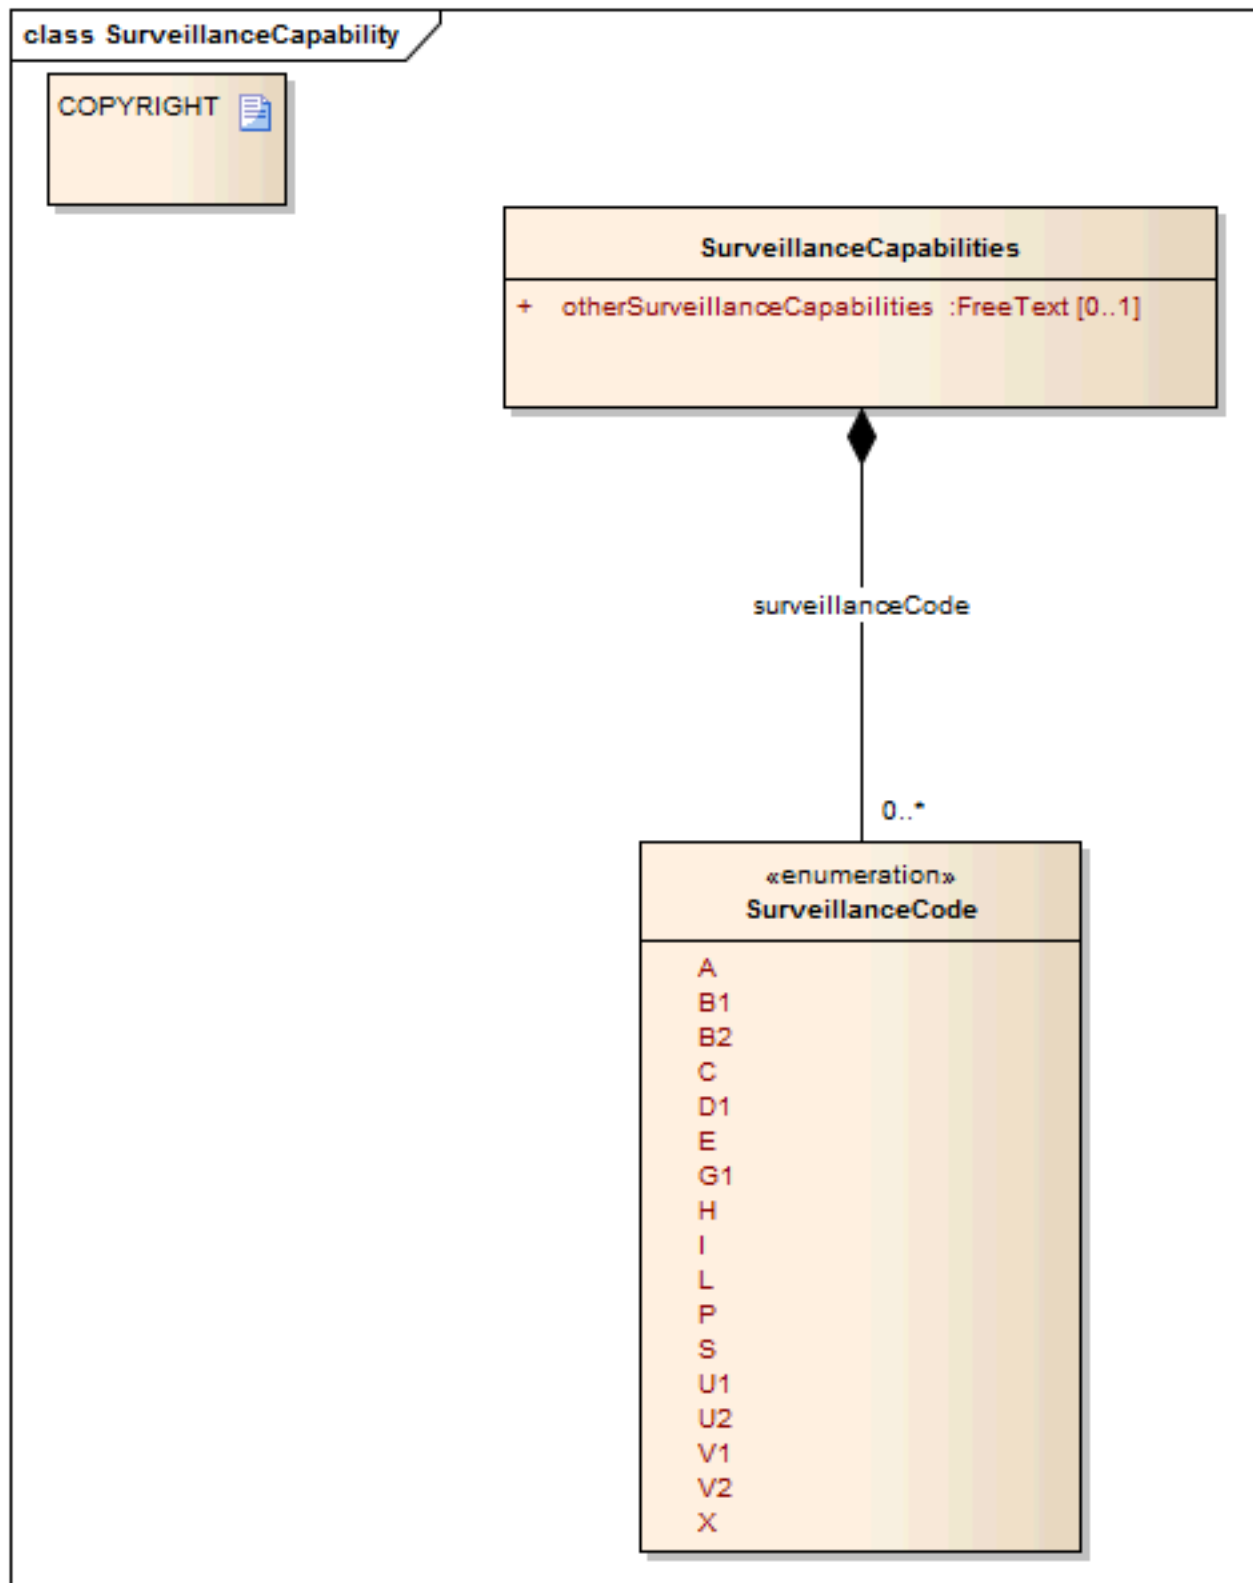 class SurveillanceCapability
COPYRIGHT
SurveillanceCapabilities
+ otherSurveillanceCapabilities :FreeText [0..1]
surveillanceCode
0..*
«enumeration»
SurveillanceCode
A
B1
B2
C
D1
E
G1
H
I
L
P
S
U1
U2
V1
V2
X